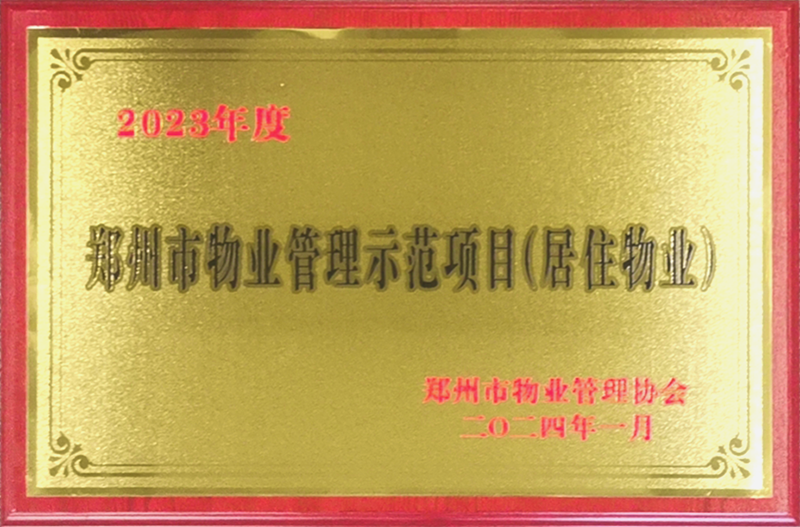 2023年度
郑州市物业管理示范项目(居住物业)
郑州市物业管理协会
二〇二四年一月